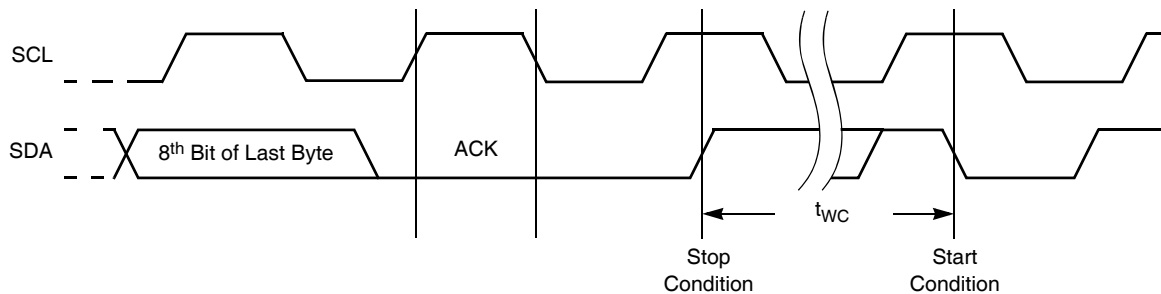 SCL
SDA
8th Bit of Last Byte
ACK
tWC
Stop
Condition
Start
Condition